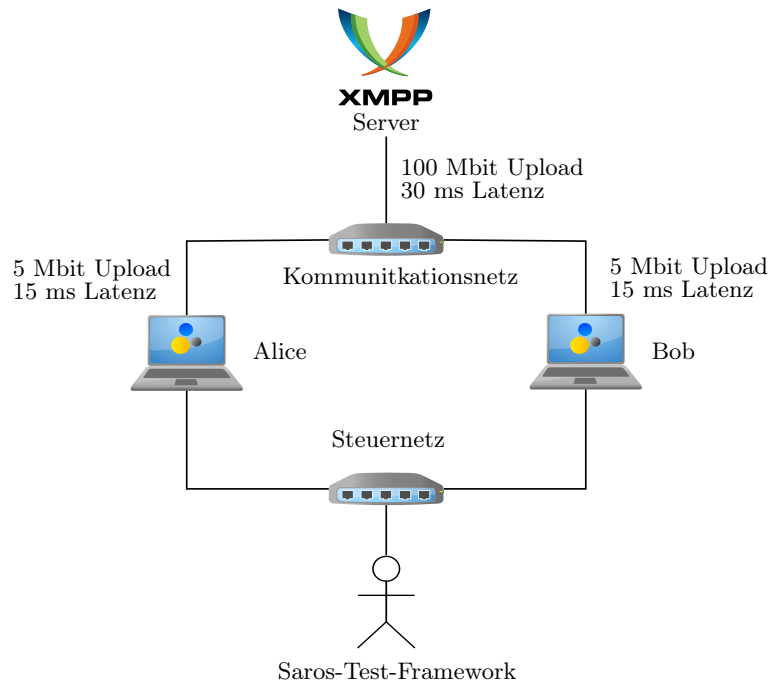 XMPP
Server
100 Mbit Upload
30 ms Latenz
5 Mbit Upload
15 ms Latenz
Kommunitkationsnetz
5 Mbit Upload
15 ms Latenz
Alice
Bob
Steuernetz
Saros-Test-Framework